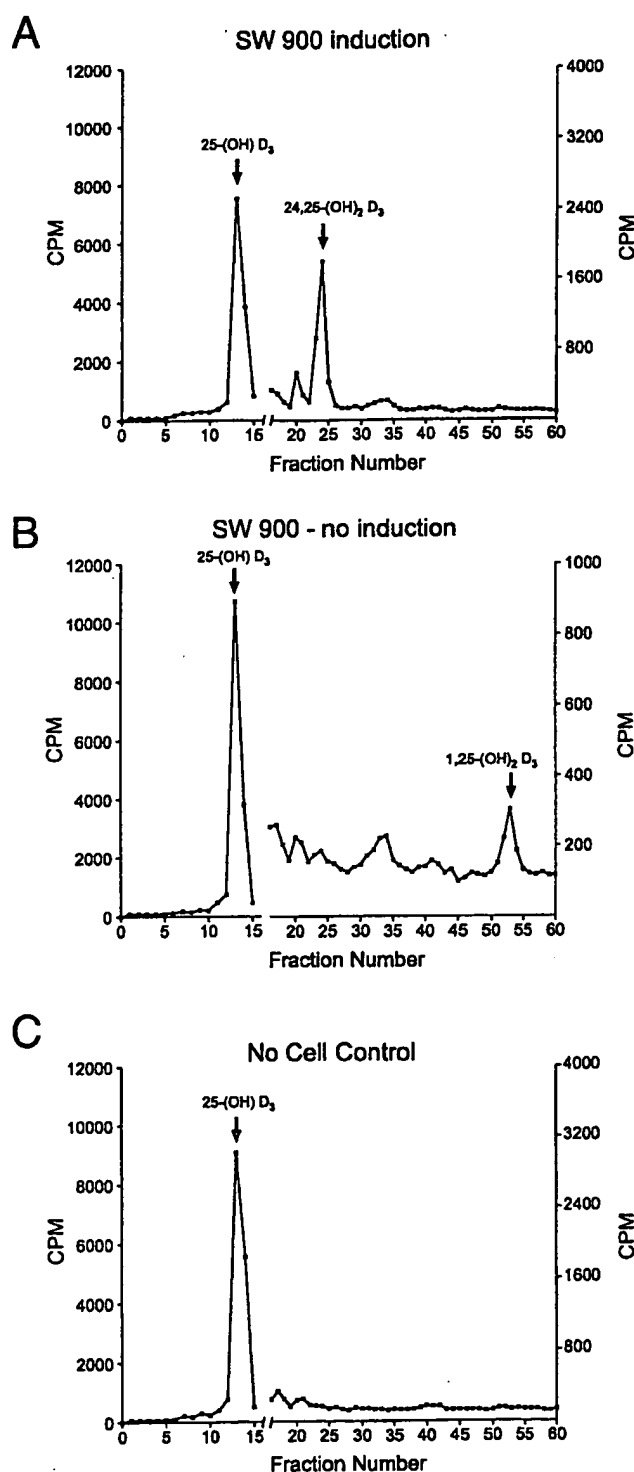 A
SW 900 induction
12000
10000
8000
6000
4000
2000
0
CPM
4000
3200
2400
1600
800
CPM
25-(OH) D₃
24,25-(OH)₂ D₃
0 5 10 15 20 25 30 35 40 45 50 55 60
Fraction Number
B
SW 900 - no induction
12000
10000
8000
6000
4000
2000
0
CPM
1000
800
600
400
200
CPM
25-(OH) D₃
1,25-(OH)₂ D₃
0 5 10 15 20 25 30 35 40 45 50 55 60
Fraction Number
C
No Cell Control
12000
10000
8000
6000
4000
2000
0
CPM
4000
3200
2400
1600
800
CPM
25-(OH) D₃
0 5 10 15 20 25 30 35 40 45 50 55 60
Fraction Number